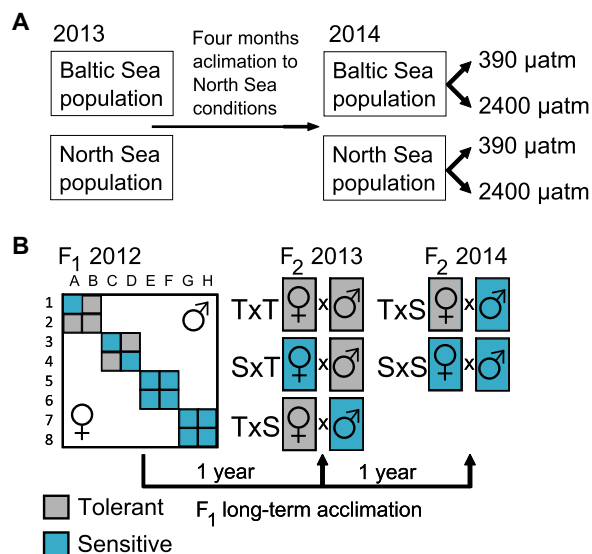 A
2013
Four months
aclimation to
North Sea
conditions
2014
Baltic Sea
population
Baltic Sea
population
390 µatm
2400 µatm
North Sea
population
North Sea
population
390 µatm
2400 µatm
B
F1 2012
F2 2013
F2 2014
A B C D E F G H
1
2
3
4
5
6
7
8
♂
♀
TxT ♀ x ♂
SxT ♀ x ♂
TxS ♀ x ♂
TxS ♀ x ♂
SxS ♀ x ♂
1 year
1 year
F1 long-term acclimation
Tolerant
Sensitive